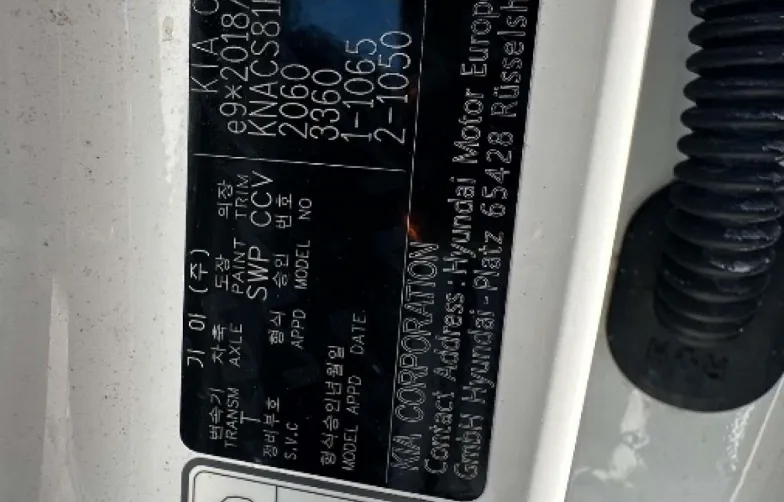 KIA C
e9*2018/
KNACS81
2060
3360
1-1065
2-1050
기 아 (주)
변속기 차축 도장 의장
TRANSM AXLE PAINT TRIM
T SWP CCV
정비부호 형식 승인 번호
S.V.C APPD MODEL NO
형식승인년월일
MODEL APPD DATE
KIA CORPORATION
Contact Address : Hyundai Motor Europ
GmbH Hyundai-Platz 65428 Rüsselsh